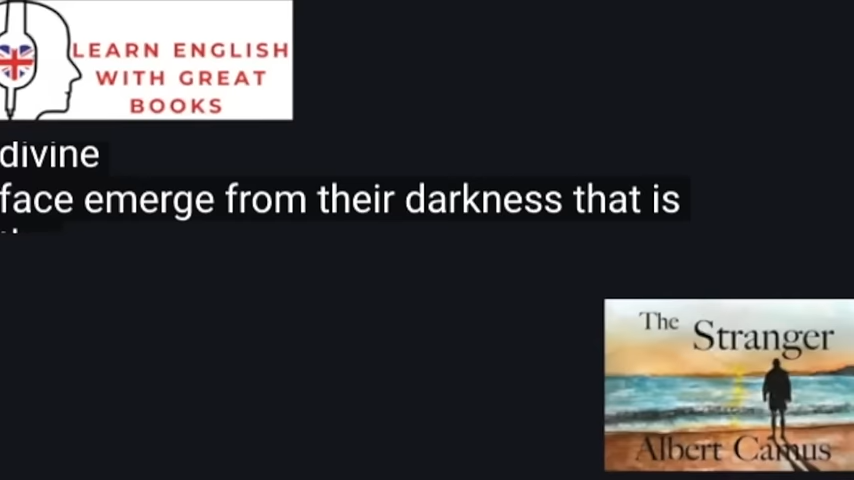 LEARN ENGLISH
WITH GREAT
BOOKS
divine
face emerge from their darkness that is
The Stranger
Albert Camus